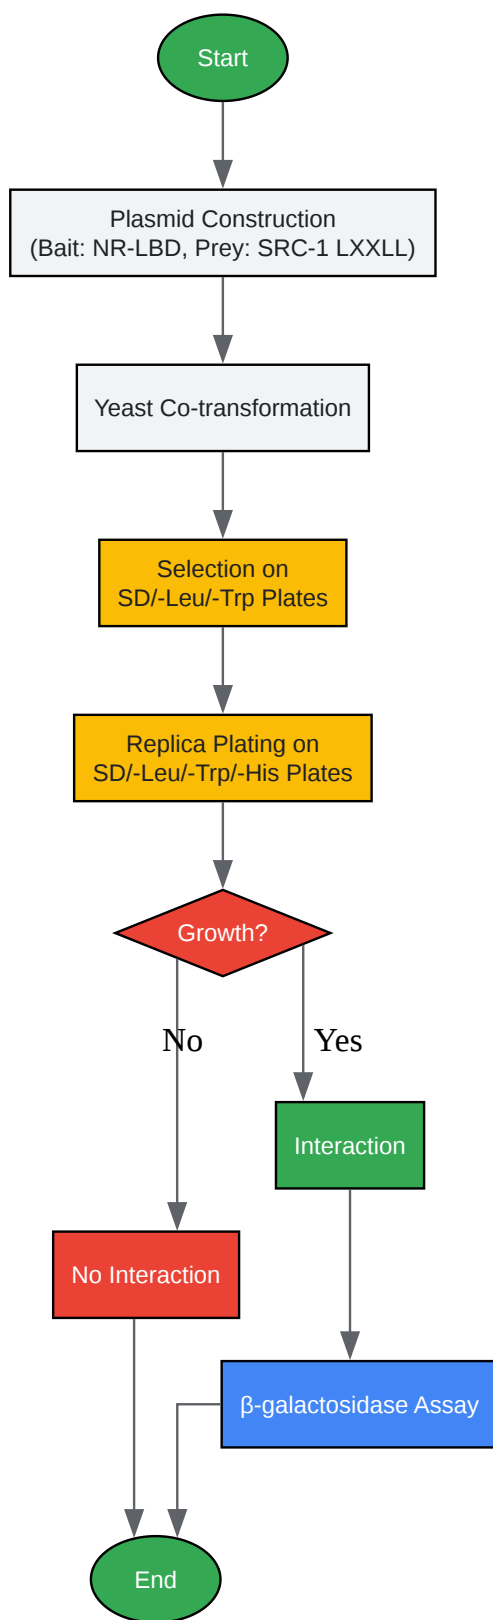 Start
Plasmid Construction
(Bait: NR-LBD, Prey: SRC-1 LXXLL)
Yeast Co-transformation
Selection on
SD/-Leu/-Trp Plates
Replica Plating on
SD/-Leu/-Trp/-His Plates
Growth?
No
Yes
Interaction
No Interaction
β-galactosidase Assay
End